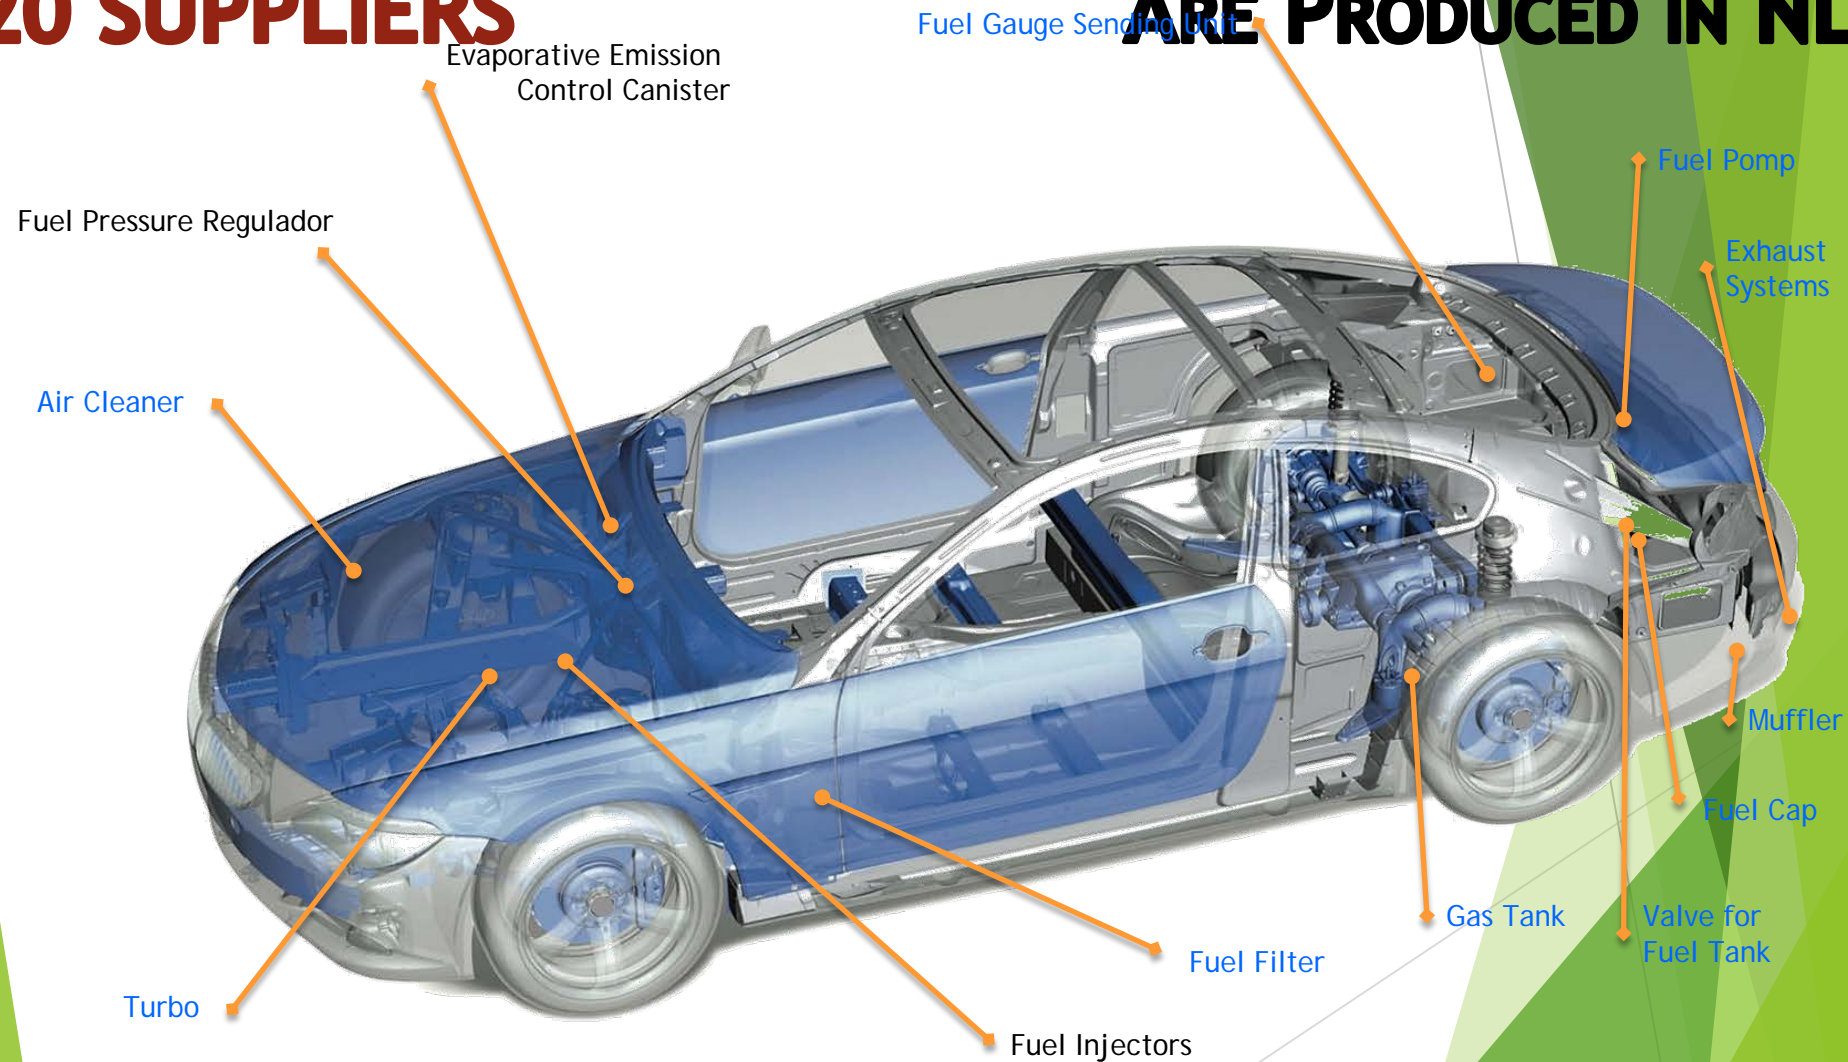 20 SUPPLIERS
ARE PRODUCED IN NL
Fuel Gauge Sending Unit
Evaporative Emission
Control Canister
Fuel Pomp
Fuel Pressure Regulador
Exhaust
Systems
Air Cleaner
Muffler
Fuel Cap
Gas Tank
Valve for
Fuel Tank
Fuel Filter
Turbo
Fuel Injectors